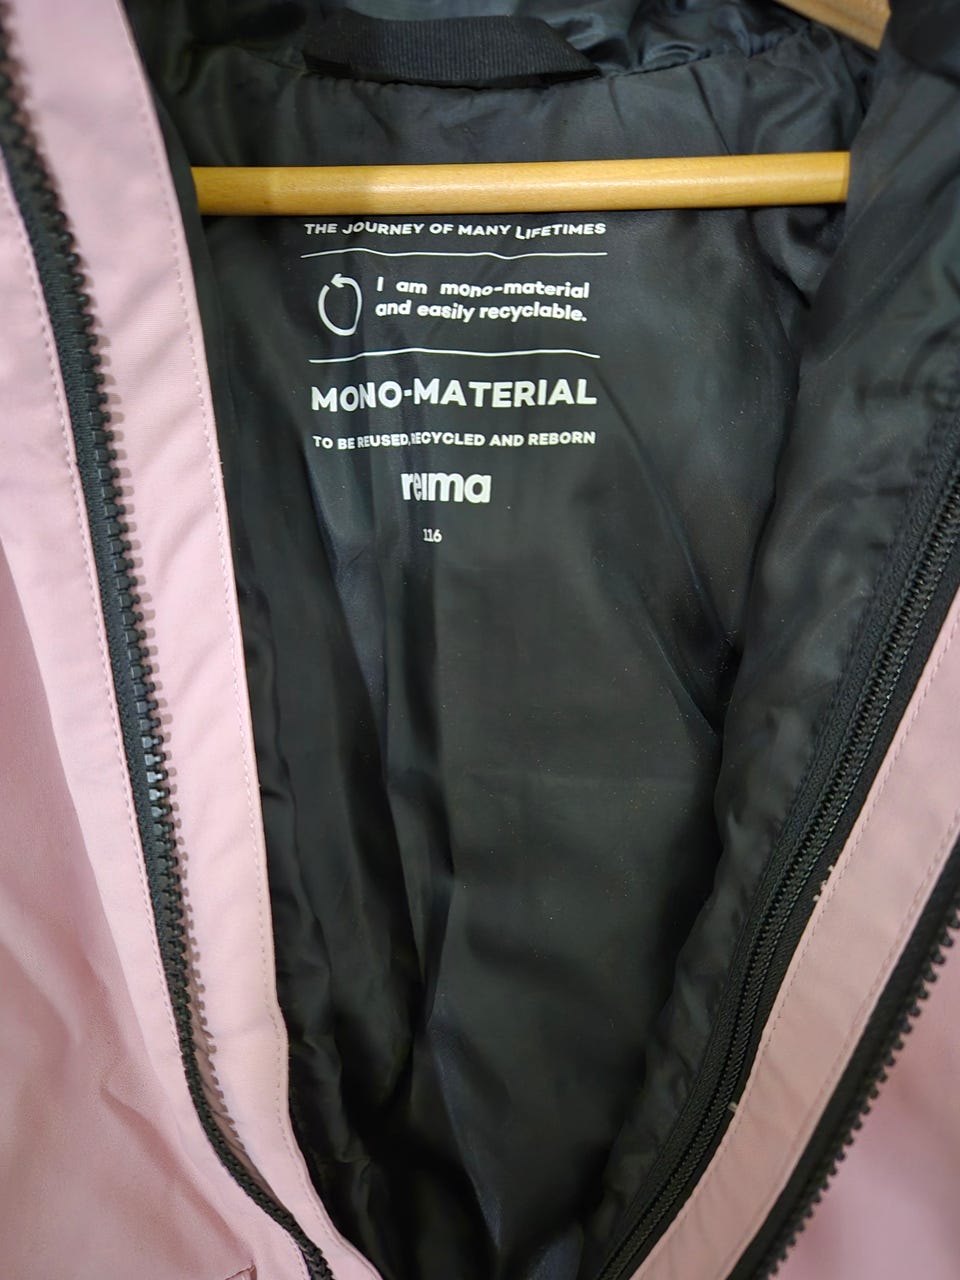 THE JOURNEY OF MANY LIFETIMES
I am mono-material
and easily recyclable.
MONO-MATERIAL
TO BE REUSED, RECYCLED AND REBORN
reima
116